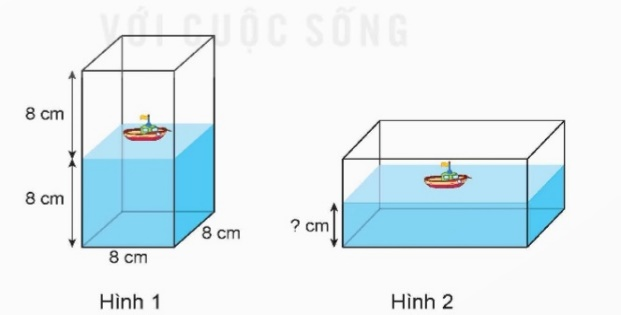 VỚI CUỘC SỐNG
8 cm
8 cm
8 cm
8 cm
? cm
Hình 1
Hình 2